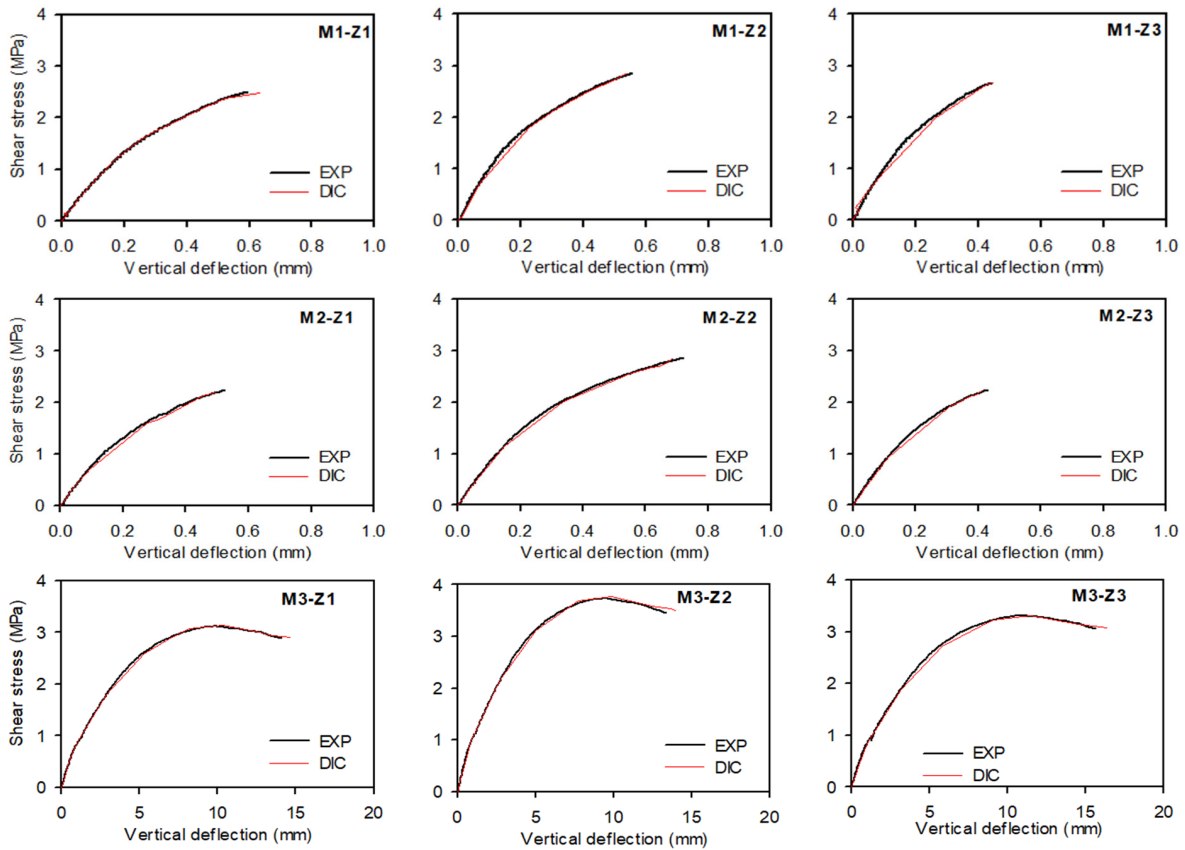 M1-Z1
Shear stress (MPa)
4
3
2
1
0
EXP
DIC
0.0 0.2 0.4 0.6 0.8 1.0
Vertical deflection (mm)
M1-Z2
4
3
2
1
0
EXP
DIC
0.0 0.2 0.4 0.6 0.8 1.0
Vertical deflection (mm)
M1-Z3
4
3
2
1
0
EXP
DIC
0.0 0.2 0.4 0.6 0.8 1.0
Vertical deflection (mm)
M2-Z1
Shear stress (MPa)
4
3
2
1
0
EXP
DIC
0.0 0.2 0.4 0.6 0.8 1.0
Vertical deflection (mm)
M2-Z2
4
3
2
1
0
EXP
DIC
0.0 0.2 0.4 0.6 0.8 1.0
Vertical deflection (mm)
M2-Z3
4
3
2
1
0
EXP
DIC
0.0 0.2 0.4 0.6 0.8 1.0
Vertical deflection (mm)
M3-Z1
Shear stress (MPa)
4
3
2
1
0
EXP
DIC
0 5 10 15 20
Vertical deflection (mm)
M3-Z2
4
3
2
1
0
EXP
DIC
0 5 10 15 20
Vertical deflection (mm)
M3-Z3
4
3
2
1
0
EXP
DIC
0 5 10 15 20
Vertical deflection (mm)